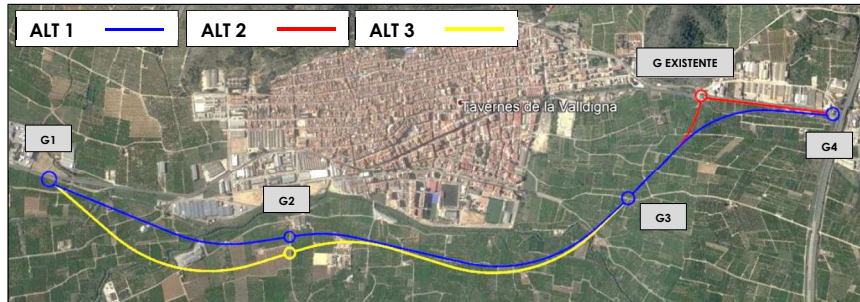 ALT 1 ALT 2 ALT 3
G EXISTENTE
Tavernes de la Valldigna
G1
G4
G2
G3